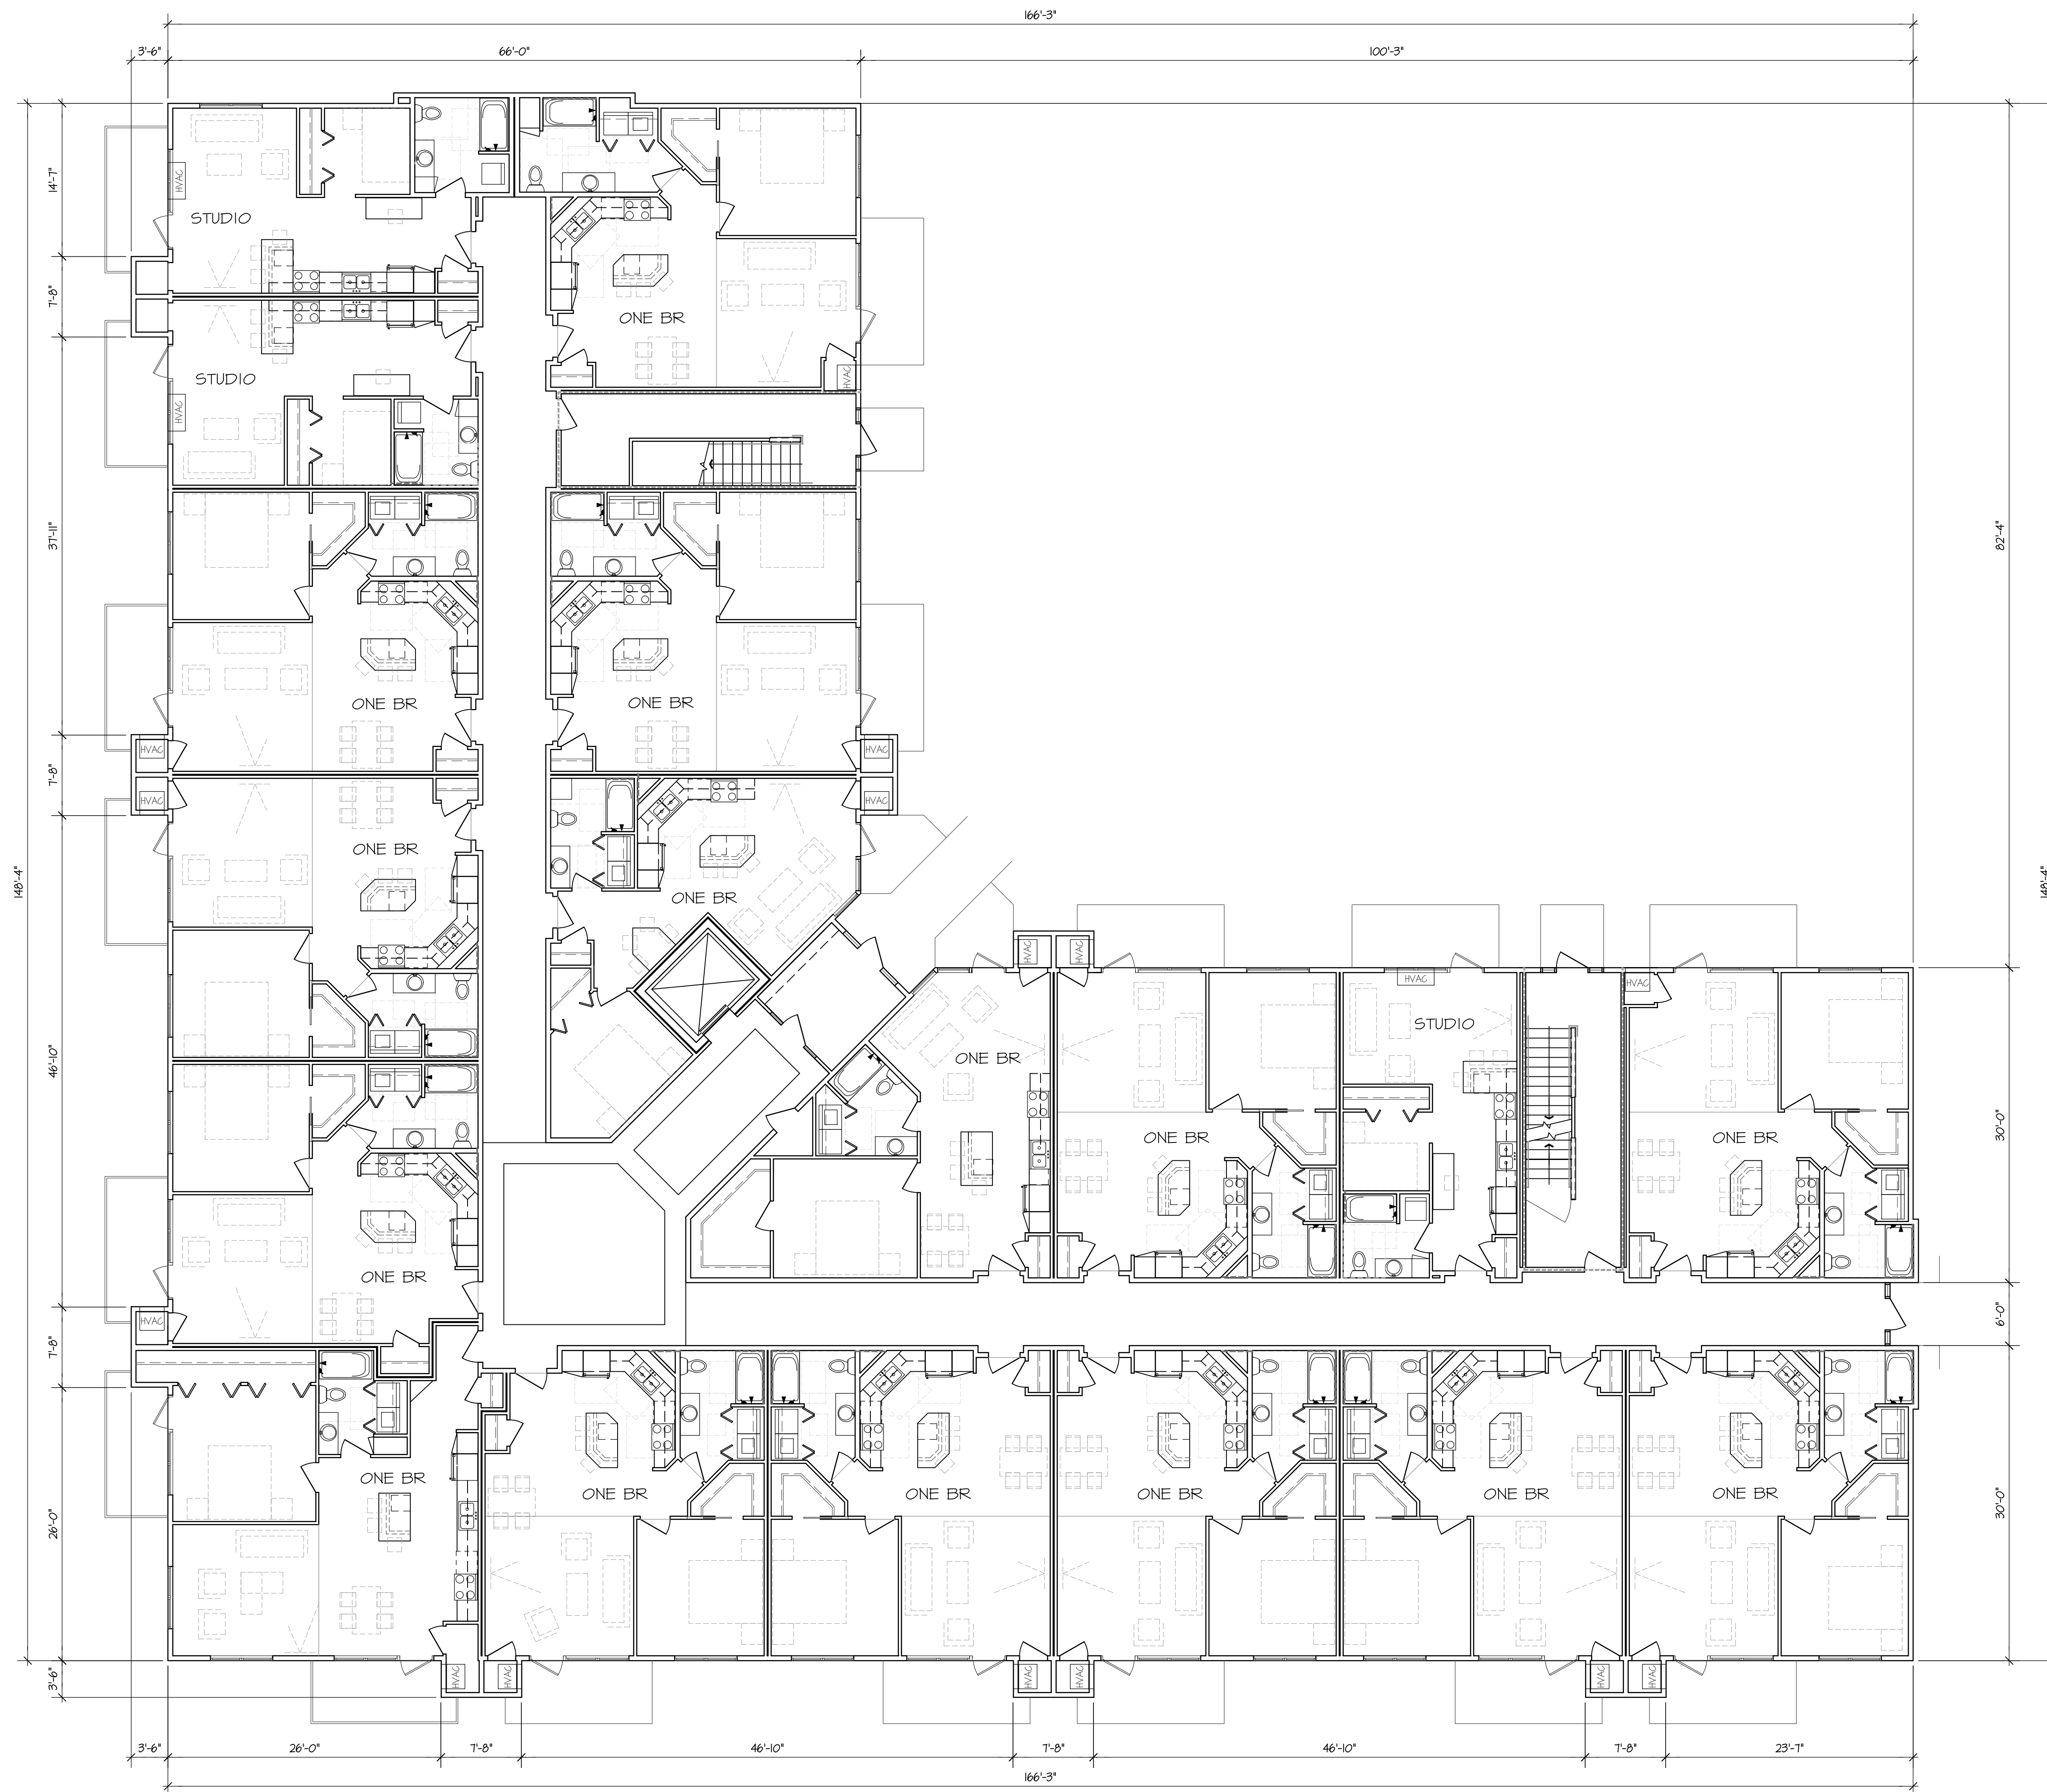 166'-3"
3'-6"
66'-0"
100'-3"
14'-7"
HVAC
STUDIO
7'-8"
ONE BR
STUDIO
HVAC
HVAC
37'-11"
82'-4"
ONE BR
ONE BR
HVAC
HVAC
7'-8"
HVAC
HVAC
ONE BR
148'-4"
148'-4"
ONE BR
HVAC
HVAC
HVAC
HVAC
STUDIO
46'-10"
ONE BR
30'-0"
ONE BR
ONE BR
ONE BR
6'-0"
HVAC
7'-8"
ONE BR
ONE BR
ONE BR
ONE BR
ONE BR
ONE BR
26'-0"
30'-0"
3'-6"
HVAC
HVAC
HVAC
HVAC
HVAC
HVAC
3'-6"
26'-0"
7'-8"
46'-10"
7'-8"
46'-10"
7'-8"
23'-7"
166'-3"